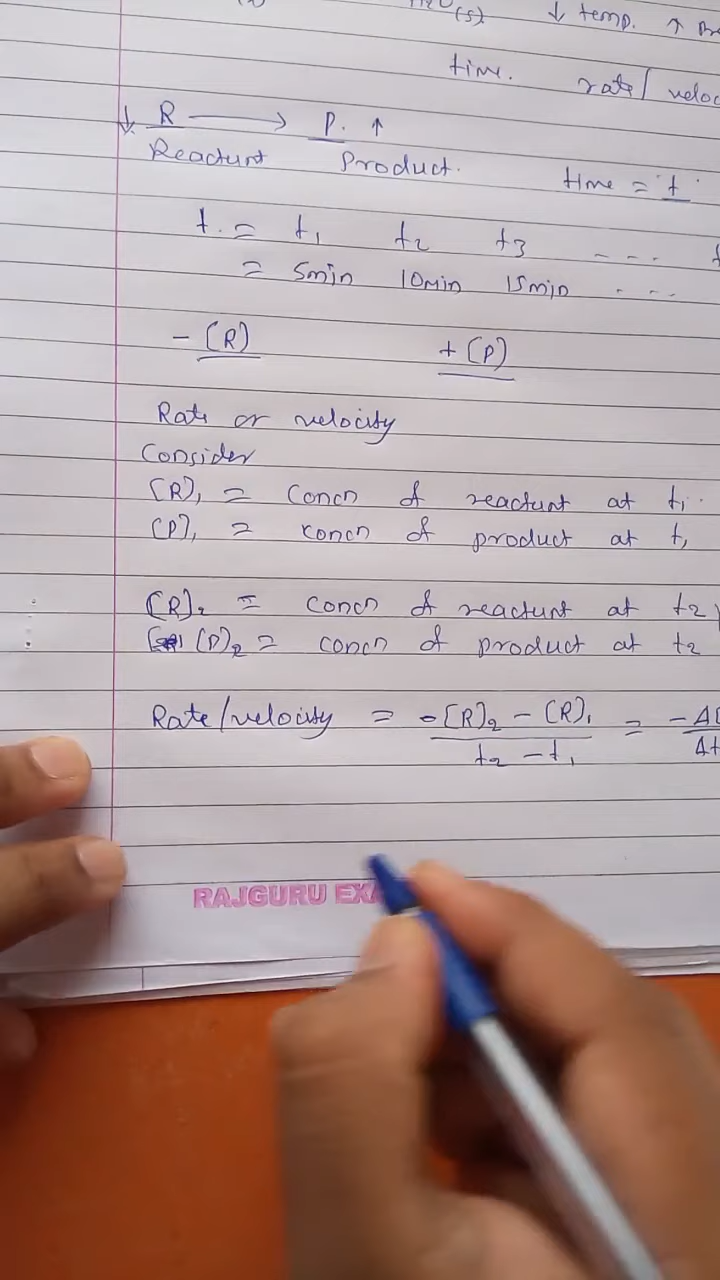 (s) ↓ temp. ↑
time. rate/
↓ R ⟶ P. ↑
Reactant Product.
time = 't'
t. = t₁ t₂ t₃ - - -
= 5min 10min 15min - - -
- [R] + [P]
Rate or velocity
Consider
[R]₁ = Concn of reactant at t₁.
[P]₁ = concn of product at t₁
[R]₂ = concn of reactant at t₂
[P]₂ = concn of product at t₂
Rate/velocity = -[R]₂ - [R]₁ / t₂ - t₁ = -Δ[ / Δt
RAJGURU